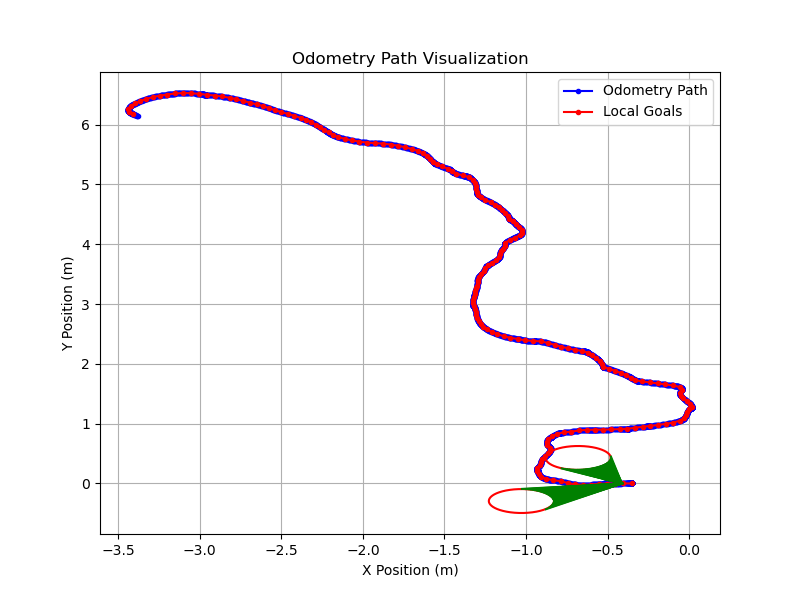 Odometry Path Visualization
Odometry Path
Local Goals
Y Position (m)
6
5
4
3
2
1
0
−3.5 −3.0 −2.5 −2.0 −1.5 −1.0 −0.5 0.0
X Position (m)